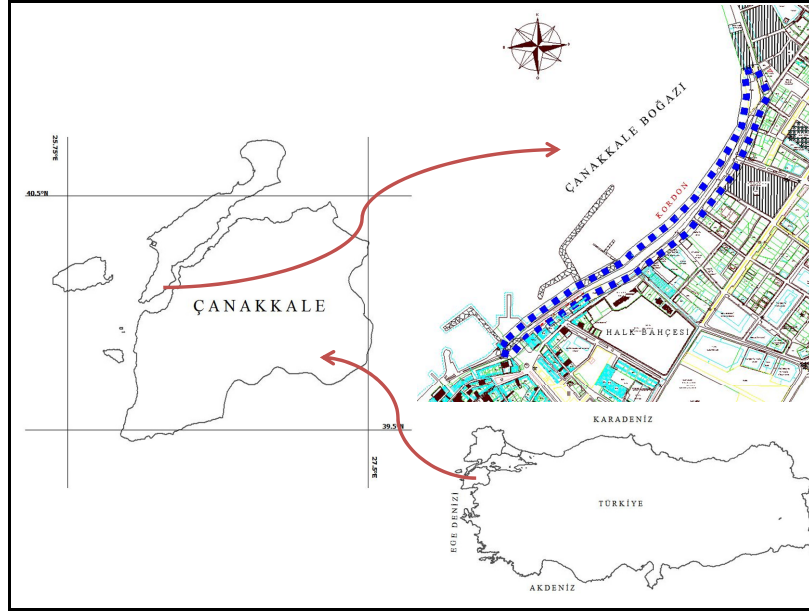 ÇANAKKALE BOĞAZI
KORDON
HALK BAHÇESİ
25.75°E
40.5°N
ÇANAKKALE
39.5°N
27.5°E
KARADENİZ
EGE DENİZİ
TÜRKİYE
AKDENİZ